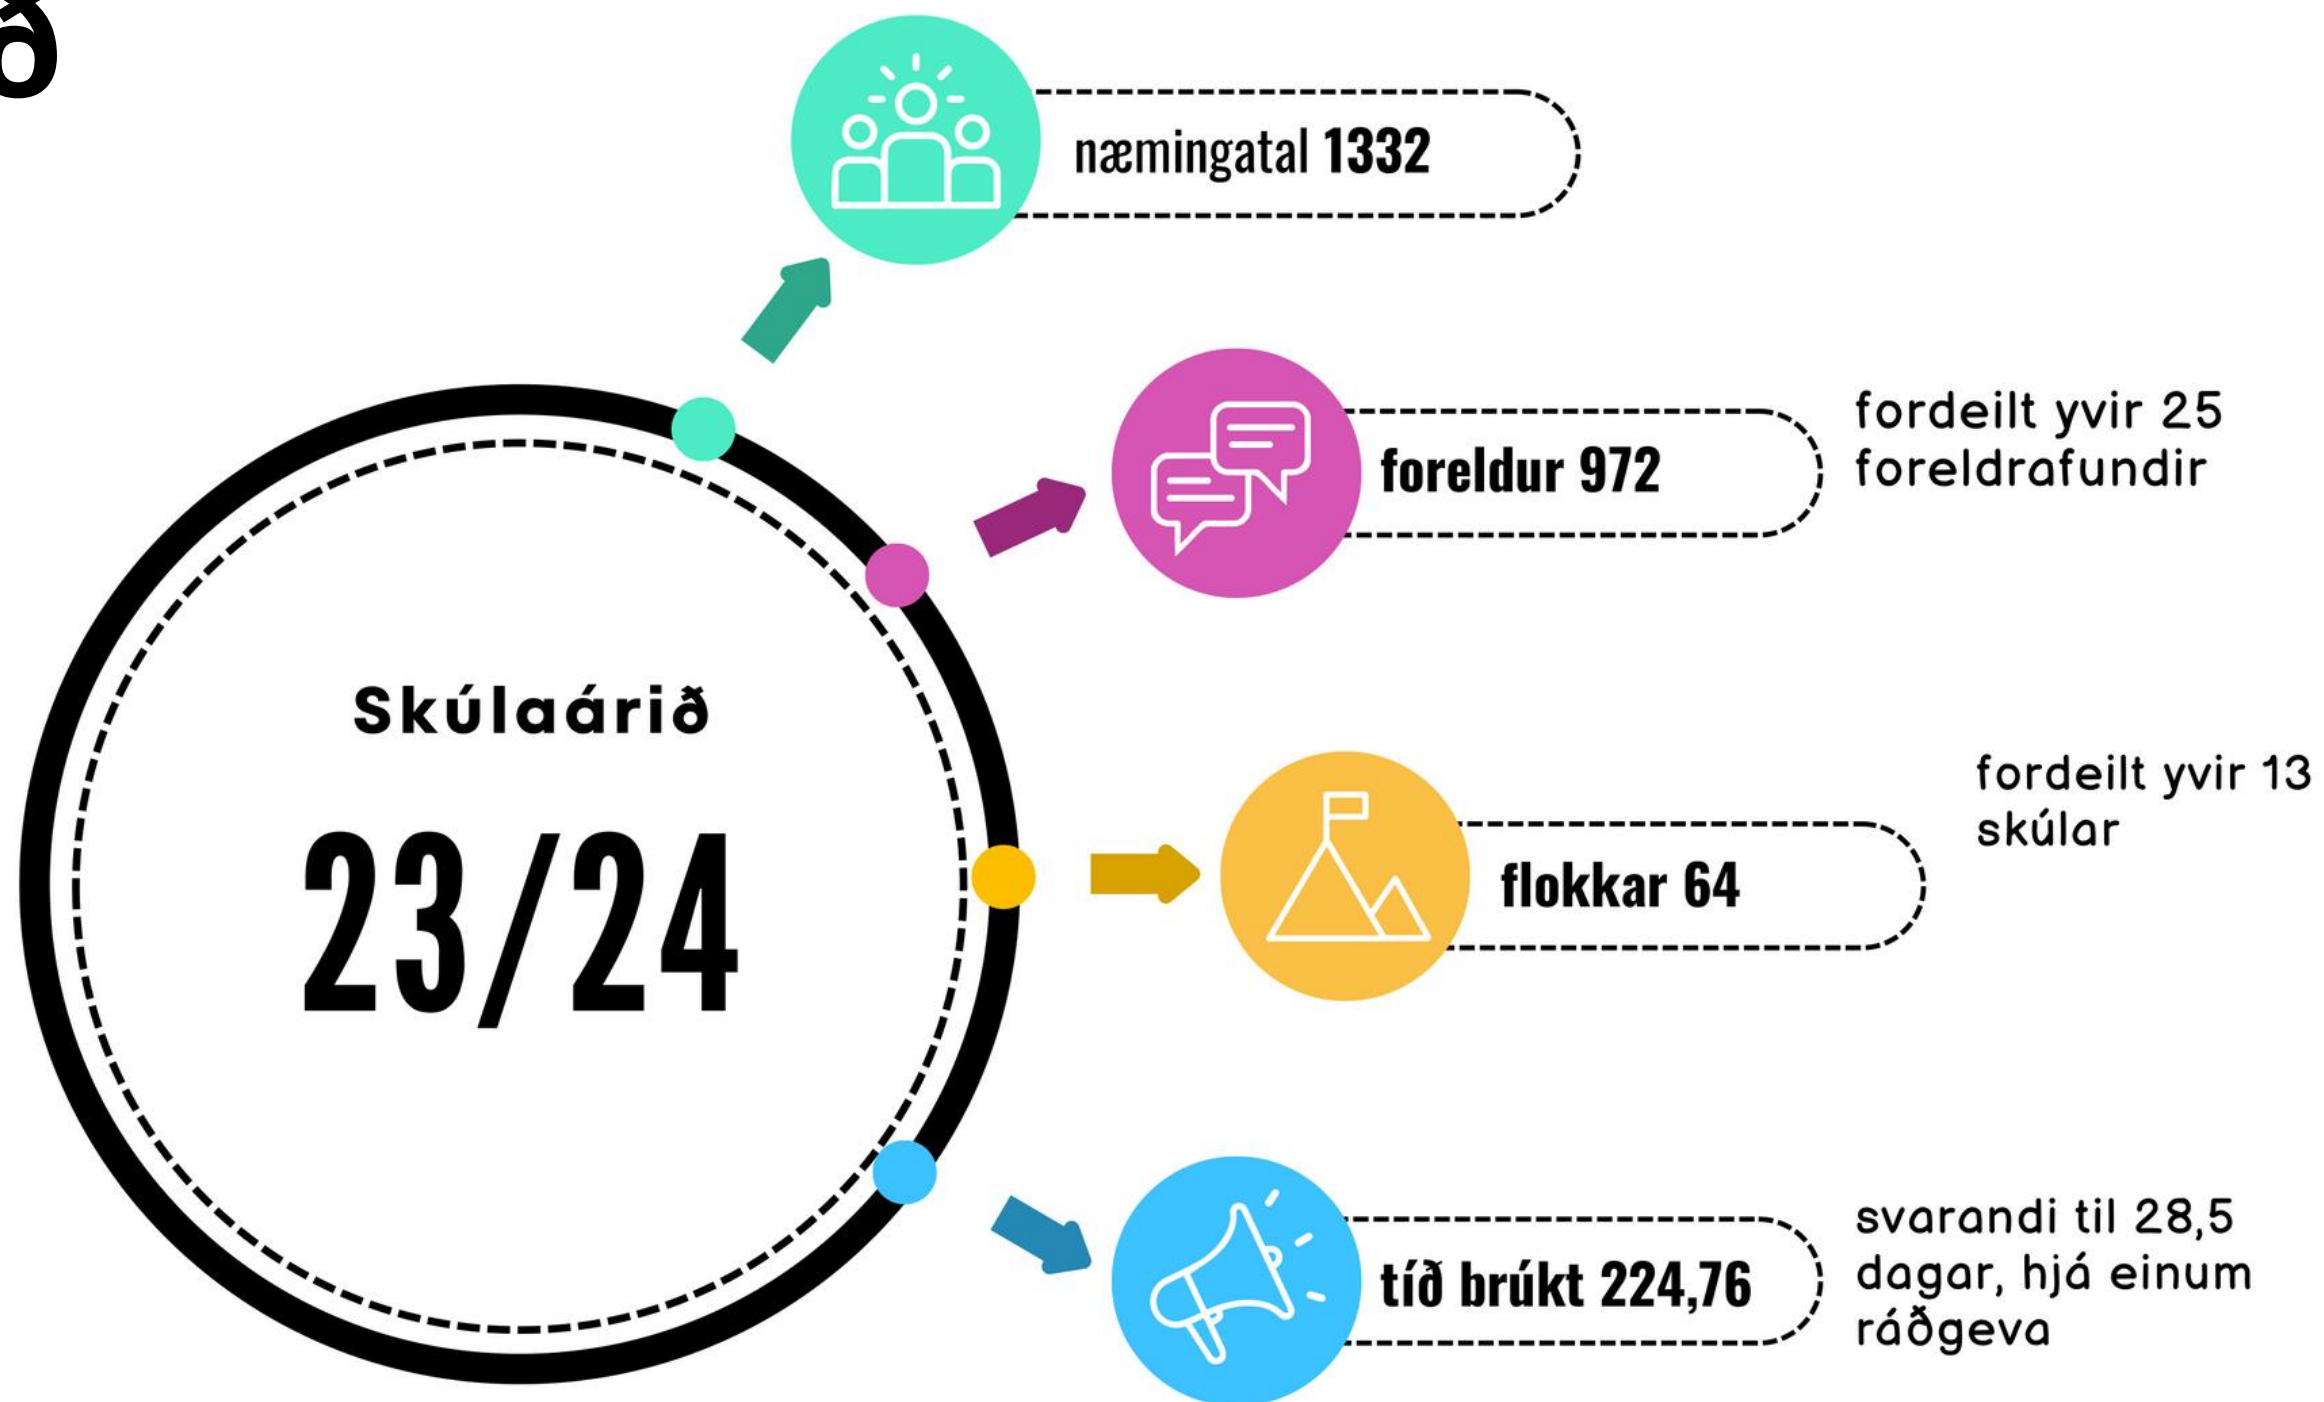 ð
næmingatal 1332
foreldur 972
fordeilt yvir 25
foreldrafundir
Skúlaárið
23/24
fordeilt yvir 13
skúlar
flokkar 64
tíð brúkt 224,76
svarandi til 28,5
dagar, hjá einum
ráðgeva